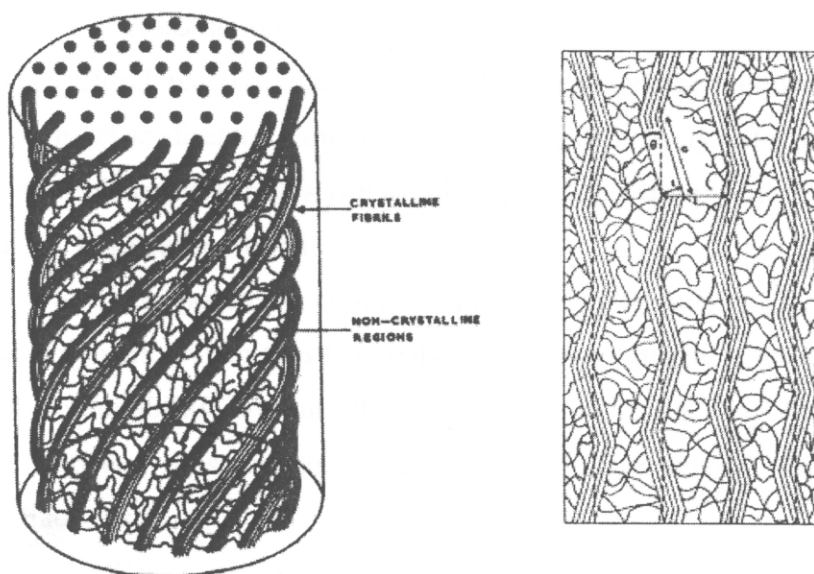 CRYSTALLINE
FIBRILS
NON-CRYSTALLINE
REGIONS
θ